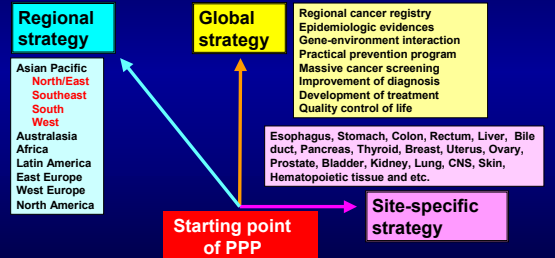 Regional
strategy
Global
strategy
Regional cancer registry
Epidemiologic evidences
Gene-environment interaction
Practical prevention program
Massive cancer screening
Improvement of diagnosis
Development of treatment
Quality control of life
Asian Pacific
North/East
Southeast
South
West
Australasia
Africa
Latin America
East Europe
West Europe
North America
Esophagus, Stomach, Colon, Rectum, Liver, Bile
duct, Pancreas, Thyroid, Breast, Uterus, Ovary,
Prostate, Bladder, Kidney, Lung, CNS, Skin,
Hematopoietic tissue and etc.
Site-specific
strategy
Starting point
of PPP